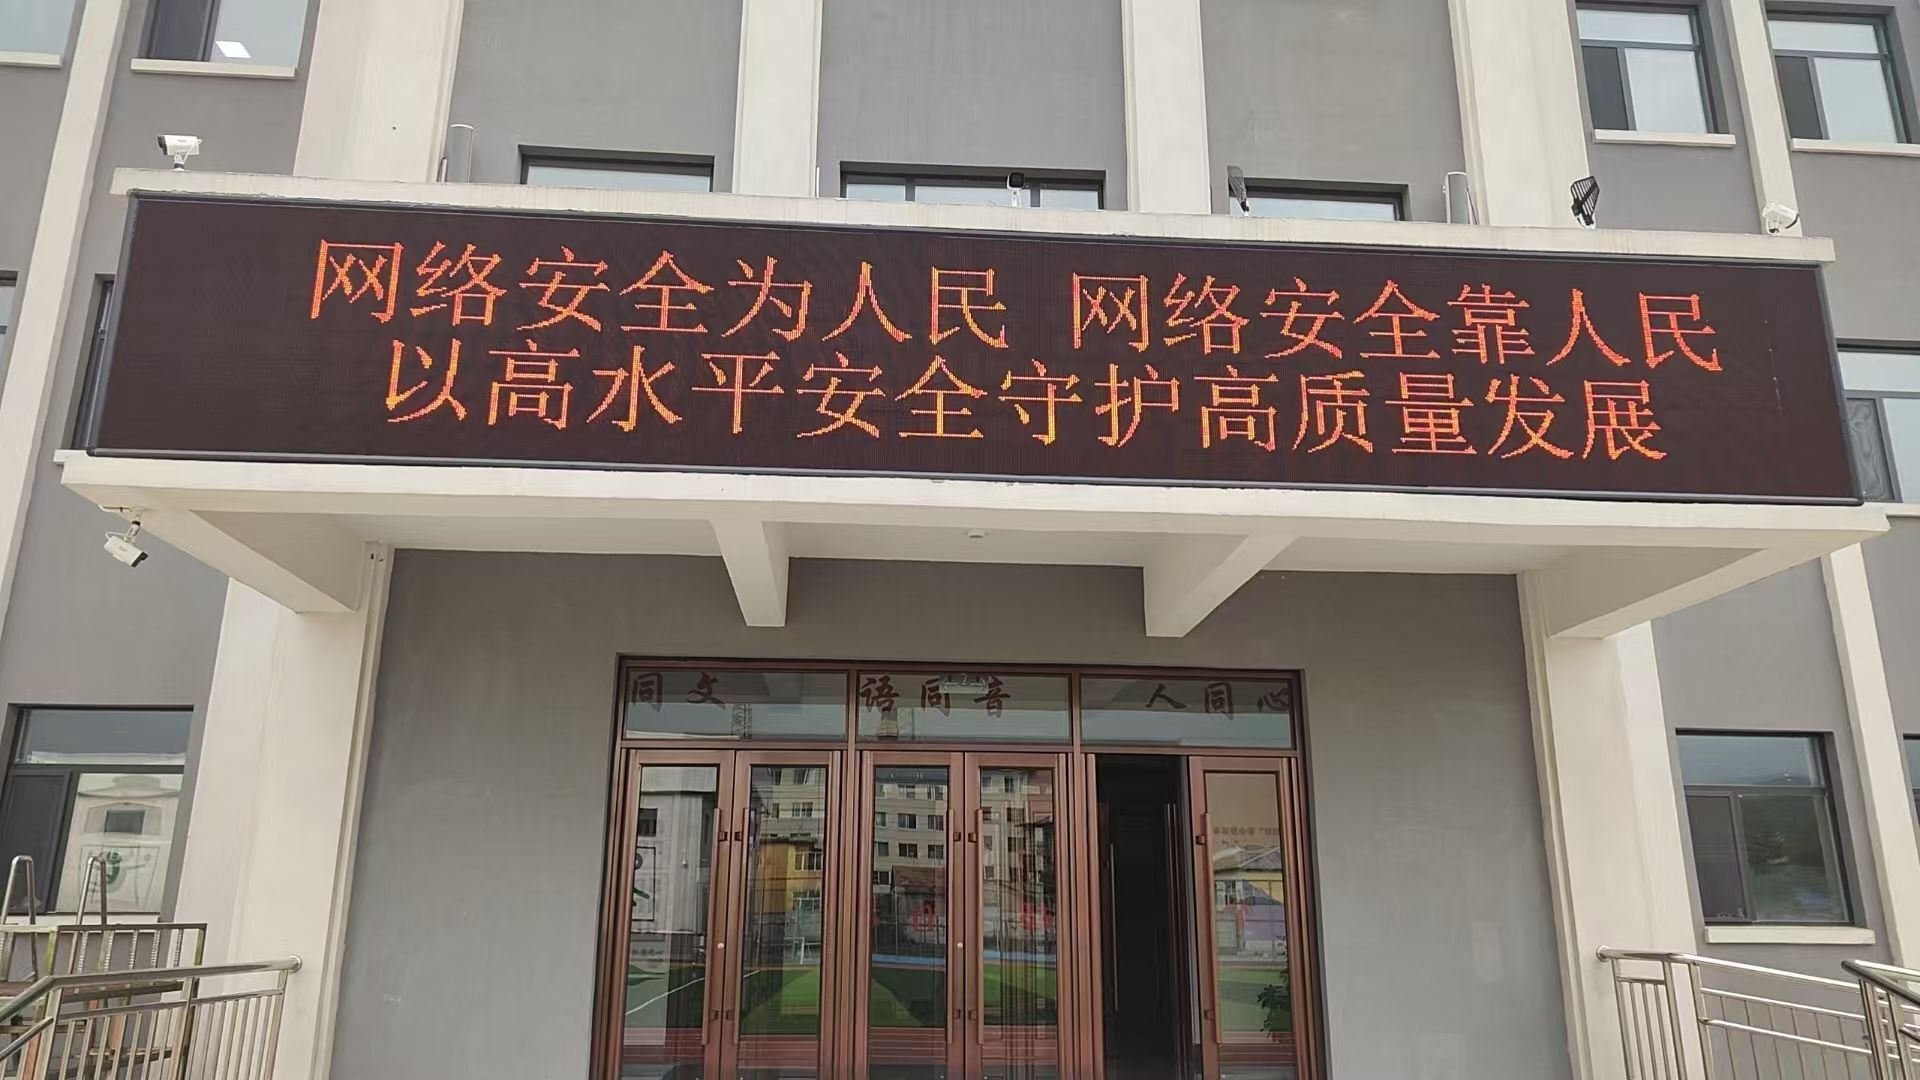 网络安全为人民 网络安全靠人民
以高水平安全守护高质量发展
同文 语同音 人同心